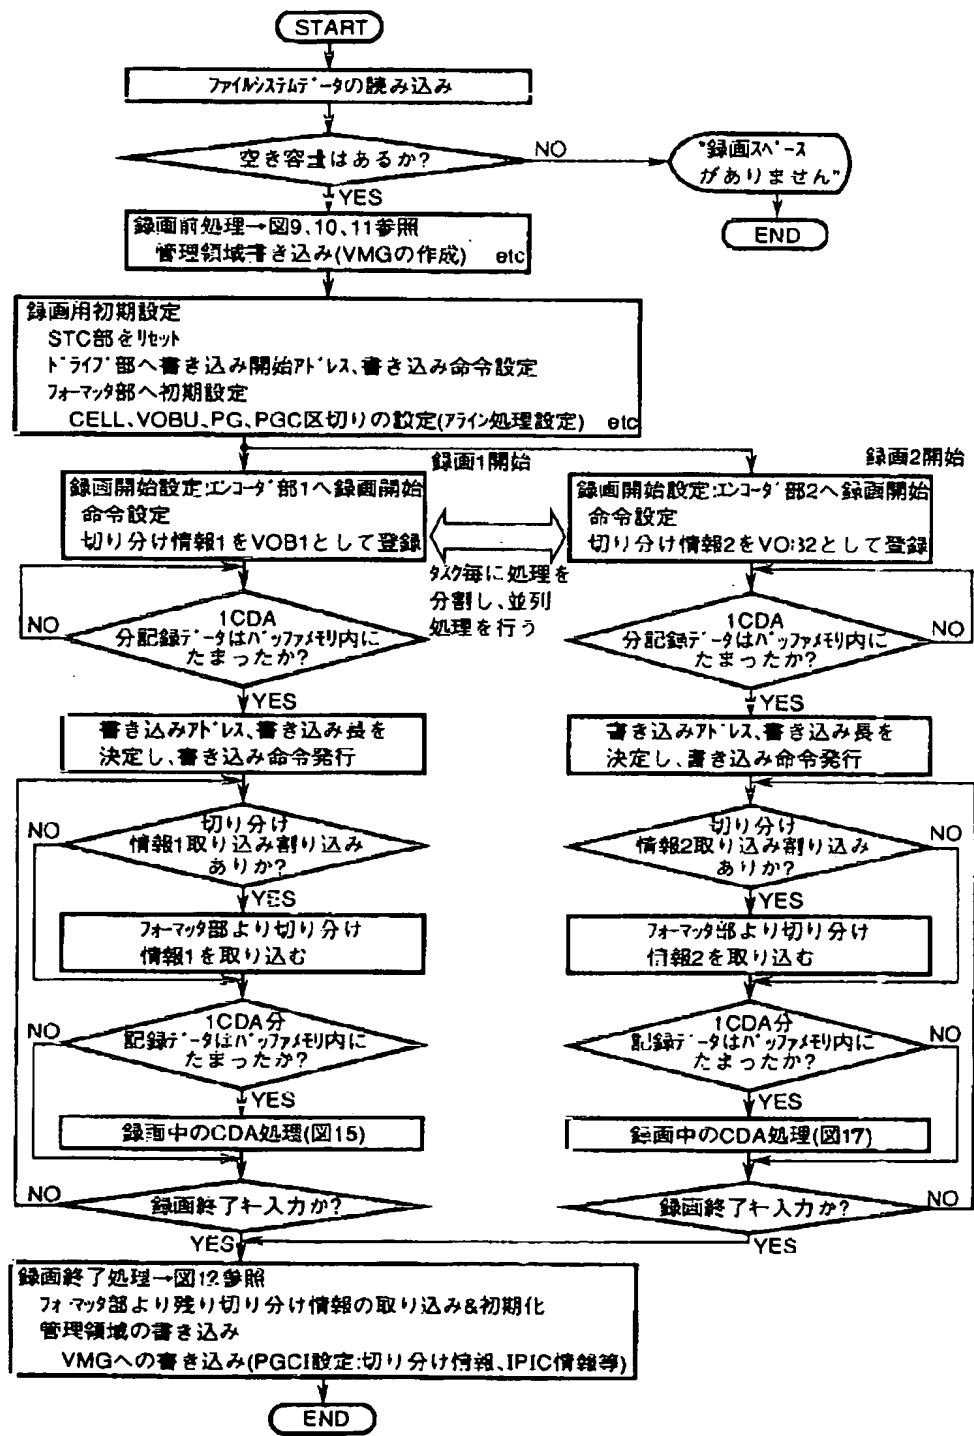 START
ファイルシステムデータの読み込み
空き容量はあるか?
NO
"録画スペース
がありません"
YES
END
録画前処理→図9、10、11参照
管理領域書き込み(VMGの作成) etc
録画用初期設定
STC部をリセット
ドライブ部へ書き込み開始アドレス、書き込み命令設定
フォーマッタ部へ初期設定
CELL、VOBU、PG、PGC区切りの設定(アライン処理設定) etc
録画1開始
録画2開始
録画開始設定:エンコーダ部1へ録画開始
命令設定
切り分け情報1をVOB1として登録
録画開始設定:エンコーダ部2へ録画開始
命令設定
切り分け情報2をVOB2として登録
タスク毎に処理を
分割し、並列
処理を行う
1CDA
分記録データはバッファメモリ内に
たまったか?
NO
YES
1CDA
分記録データはバッファメモリ内に
たまったか?
NO
YES
書き込みアドレス、書き込み長を
決定し、書き込み命令発行
書き込みアドレス、書き込み長を
決定し、書き込み命令発行
切り分け
情報1取り込み割り込み
ありか?
NO
YES
切り分け
情報2取り込み割り込み
ありか?
NO
YES
フォーマッタ部より切り分け
情報1を取り込む
フォーマッタ部より切り分け
情報2を取り込む
1CDA分
記録データはバッファメモリ内に
たまったか?
NO
YES
1CDA分
記録データはバッファメモリ内に
たまったか?
NO
YES
録画中のCDA処理(図15)
録画中のCDA処理(図17)
録画終了キー入力か?
NO
YES
録画終了キー入力か?
NO
YES
録画終了処理→図12参照
フォーマッタ部より残り切り分け情報の取り込み&初期化
管理領域の書き込み
VMGへの書き込み(PGCI設定:切り分け情報、IPIC情報等)
END